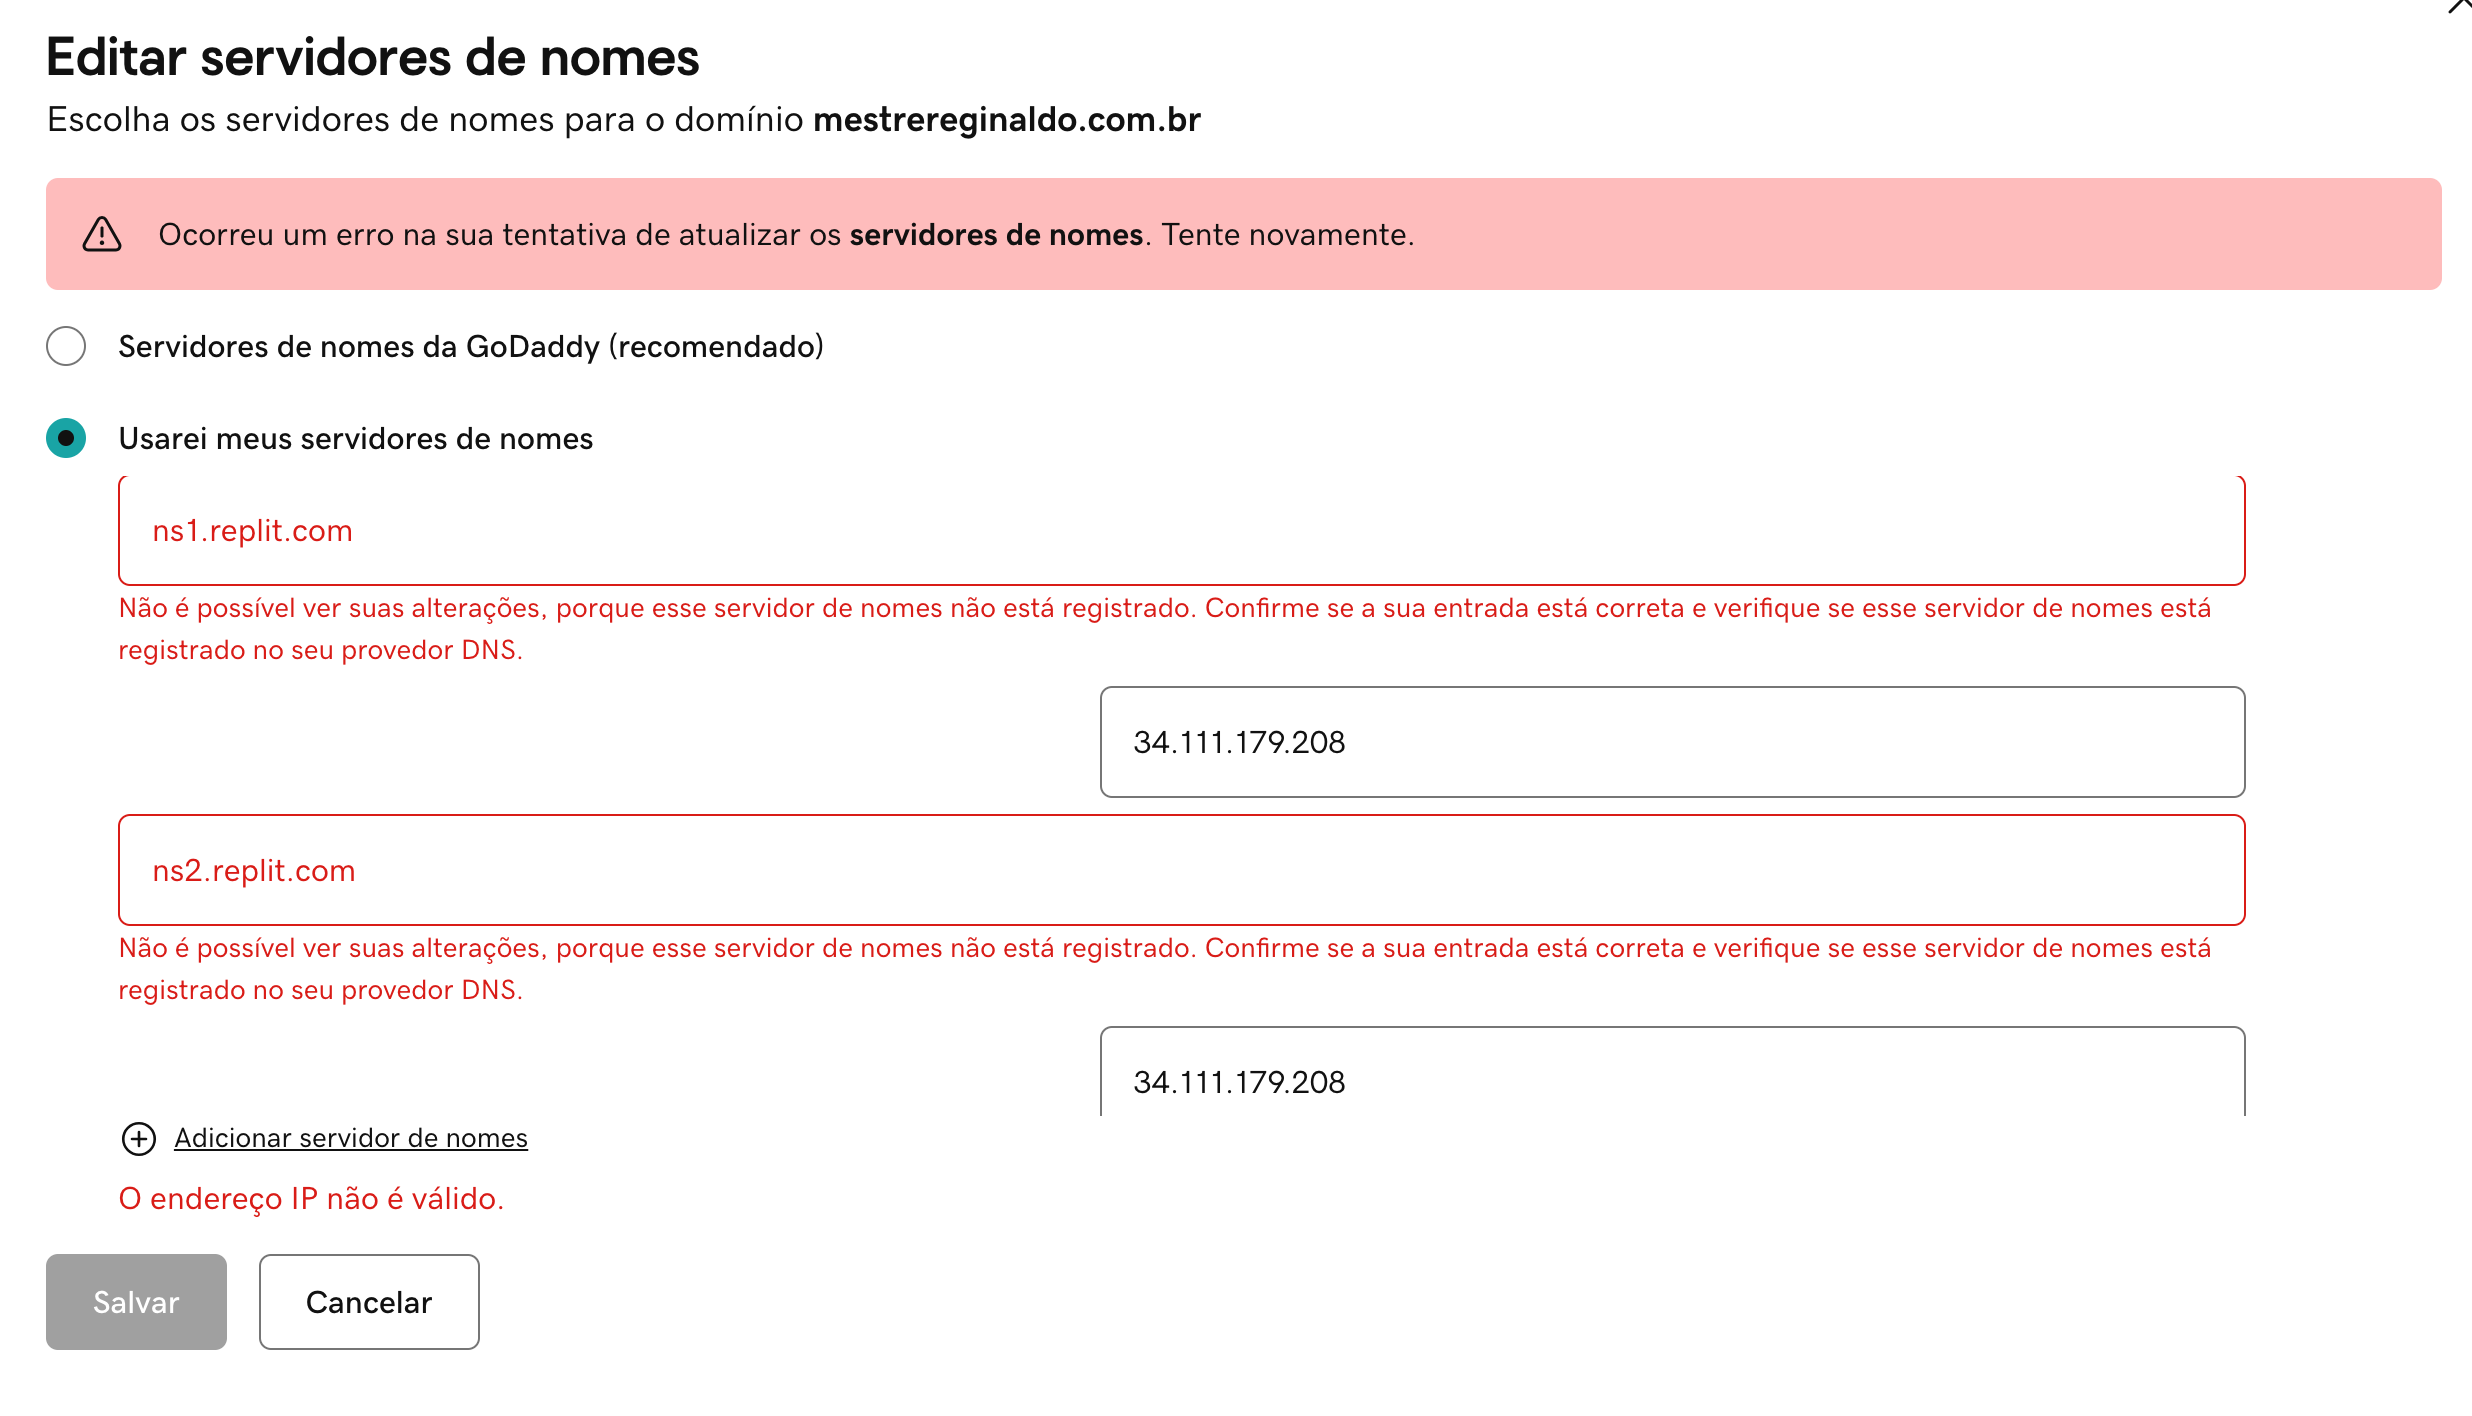 Editar servidores de nomes
Escolha os servidores de nomes para o domínio mestrereginaldo.com.br
Ocorreu um erro na sua tentativa de atualizar os servidores de nomes. Tente novamente.
Servidores de nomes da GoDaddy (recomendado)
Usarei meus servidores de nomes
ns1.replit.com
Não é possível ver suas alterações, porque esse servidor de nomes não está registrado. Confirme se a sua entrada está correta e verifique se esse servidor de nomes está
registrado no seu provedor DNS.
34.111.179.208
ns2.replit.com
Não é possível ver suas alterações, porque esse servidor de nomes não está registrado. Confirme se a sua entrada está correta e verifique se esse servidor de nomes está
registrado no seu provedor DNS.
34.111.179.208
Adicionar servidor de nomes
O endereço IP não é válido.
Salvar
Cancelar